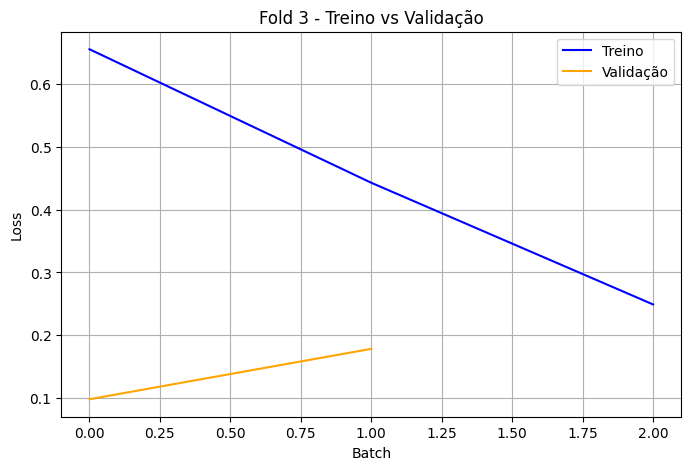 Fold 3 - Treino vs Validação
Treino
Validação
Loss
0.6
0.5
0.4
0.3
0.2
0.1
0.00 0.25 0.50 0.75 1.00 1.25 1.50 1.75 2.00
Batch